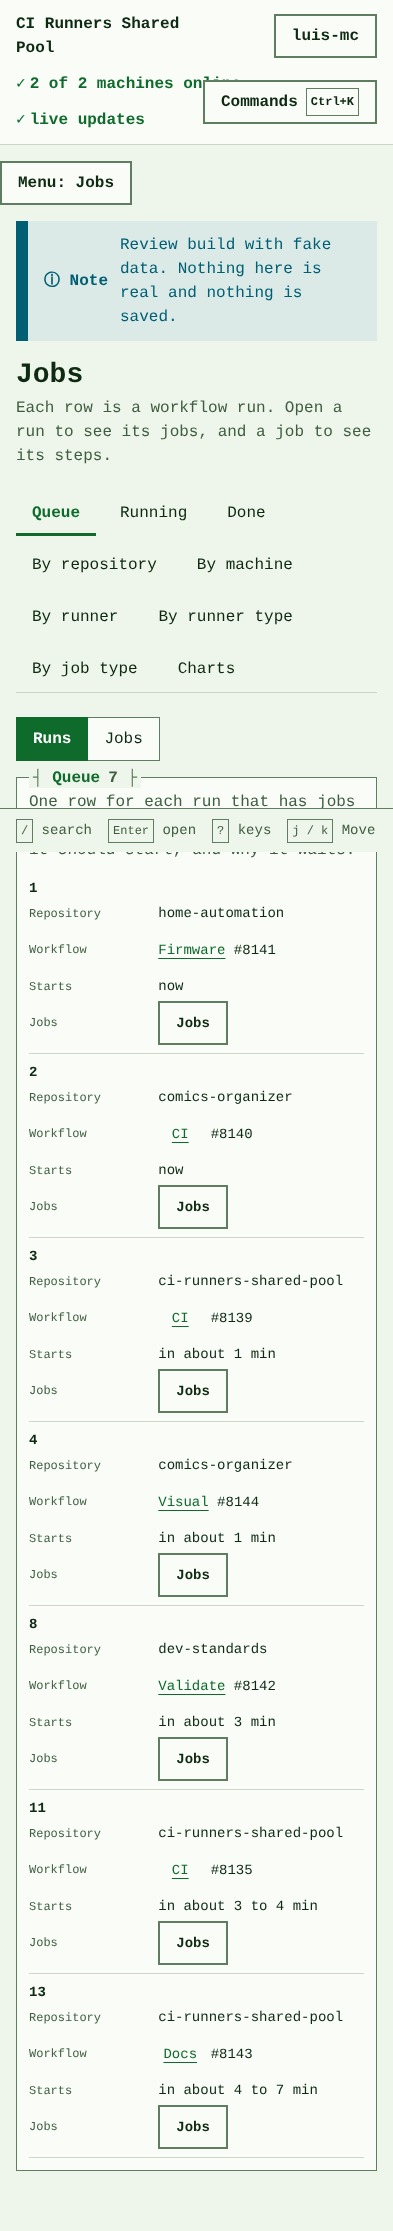 CI Runners Shared
Pool
luis-mc
✓ 2 of 2 machines online
Commands Ctrl+K
✓ live updates
Menu: Jobs
ⓘ Note
Review build with fake
data. Nothing here is
real and nothing is
saved.
Jobs
Each row is a workflow run. Open a
run to see its jobs, and a job to see
its steps.
Queue Running Done
By repository By machine
By runner By runner type
By job type Charts
Runs Jobs
┤ Queue 7 ├
One row for each run that has jobs
/ search Enter open ? keys j / k Move
it should start, and why it waits.
1
Repository home-automation
Workflow Firmware #8141
Starts now
Jobs Jobs
2
Repository comics-organizer
Workflow CI #8140
Starts now
Jobs Jobs
3
Repository ci-runners-shared-pool
Workflow CI #8139
Starts in about 1 min
Jobs Jobs
4
Repository comics-organizer
Workflow Visual #8144
Starts in about 1 min
Jobs Jobs
8
Repository dev-standards
Workflow Validate #8142
Starts in about 3 min
Jobs Jobs
11
Repository ci-runners-shared-pool
Workflow CI #8135
Starts in about 3 to 4 min
Jobs Jobs
13
Repository ci-runners-shared-pool
Workflow Docs #8143
Starts in about 4 to 7 min
Jobs Jobs